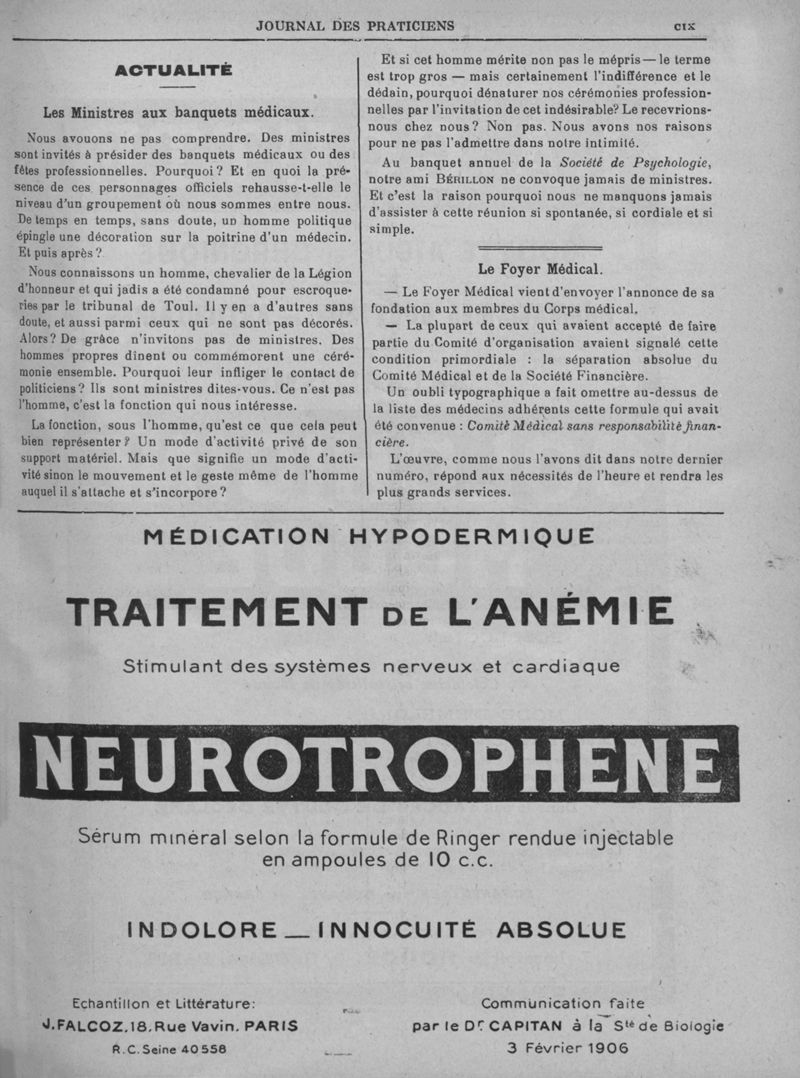 JOURNAL DES PRATICIENS
CIX
ACTUALITÉ
Les Ministres aux banquets médicaux.
Nous avouons ne pas comprendre. Des ministres
sont invités à présider des banquets médicaux ou des
fêtes professionnelles. Pourquoi? Et en quoi la pré-
sence de ces personnages officiels rehausse-t-elle le
niveau d'un groupement où nous sommes entre nous.
De temps en temps, sans doute, un homme politique
épingle une décoration sur la poitrine d'un médecin.
Et puis après?
Nous connaissons un homme, chevalier de la Légion
d'honneur et qui jadis a été condamné pour escroque-
ries par le tribunal de Toul. Il y en a d'autres sans
doute, et aussi parmi ceux qui ne sont pas décorés.
Alors? De grâce n'invitons pas de ministres. Des
hommes propres dînent ou commémorent une céré-
monie ensemble. Pourquoi leur infliger le contact de
politiciens? Ils sont ministres dites-vous. Ce n'est pas
l'homme, c'est la fonction qui nous intéresse.
La fonction, sous l'homme, qu'est ce que cela peut
bien représenter? Un mode d'activité privé de son
support matériel. Mais que signifie un mode d'acti-
vité sinon le mouvement et le geste même de l'homme
auquel il s'attache et s'incorpore?
Et si cet homme mérite non pas le mépris — le terme
est trop gros — mais certainement l'indifférence et le
dédain, pourquoi dénaturer nos cérémonies profession-
nelles par l'invitation de cet indésirable? Le recevrions-
nous chez nous? Non pas. Nous avons nos raisons
pour ne pas l'admettre dans notre intimité.
Au banquet annuel de la Société de Psychologie,
notre ami BÉRILLON ne convoque jamais de ministres.
Et c'est la raison pourquoi nous ne manquons jamais
d'assister à cette réunion si spontanée, si cordiale et si
simple.
Le Foyer Médical.
— Le Foyer Médical vient d'envoyer l'annonce de sa
fondation aux membres du Corps médical.
— La plupart de ceux qui avaient accepté de faire
partie du Comité d'organisation avaient signalé cette
condition primordiale : la séparation absolue du
Comité Médical et de la Société Financière.
Un oubli typographique a fait omettre au-dessus de
la liste des médecins adhérents cette formule qui avait
été convenue : Comité Médical sans responsabilité finan-
cière.
L'œuvre, comme nous l'avons dit dans notre dernier
numéro, répond aux nécessités de l'heure et rendra les
plus grands services.
MÉDICATION HYPODERMIQUE
TRAITEMENT DE L'ANÉMIE
Stimulant des systèmes nerveux et cardiaque
NEUROTROPHENE
Sérum minéral selon la formule de Ringer rendue injectable
en ampoules de 10 c.c.
INDOLORE — INNOCUITÉ ABSOLUE
Echantillon et Littérature:
J. FALCOZ, 18, Rue Vavin. PARIS
R.C. Seine 40558
Communication faite
par le Dr CAPITAN à la Sté de Biologie
3 Février 1906